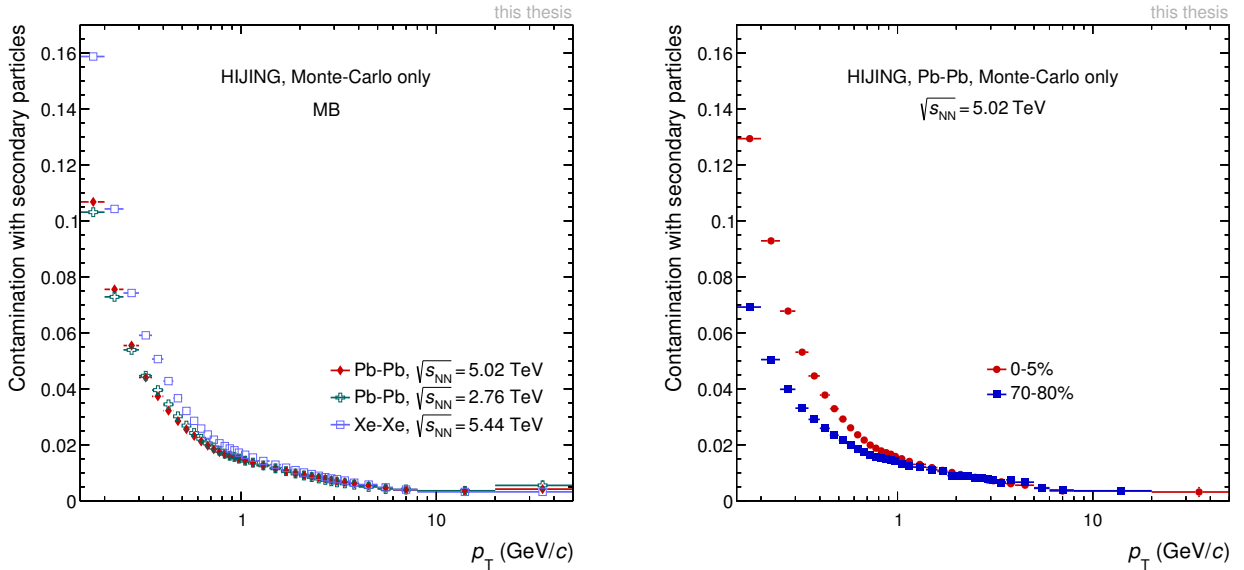 this thesis
Contamination with secondary particles
0.16
0.14
0.12
0.1
0.08
0.06
0.04
0.02
0
HIJING, Monte-Carlo only
MB
Pb-Pb, √sNN = 5.02 TeV
Pb-Pb, √sNN = 2.76 TeV
Xe-Xe, √sNN = 5.44 TeV
1 10
pT (GeV/c)
this thesis
Contamination with secondary particles
0.16
0.14
0.12
0.1
0.08
0.06
0.04
0.02
0
HIJING, Pb-Pb, Monte-Carlo only
√sNN = 5.02 TeV
0-5%
70-80%
1 10
pT (GeV/c)